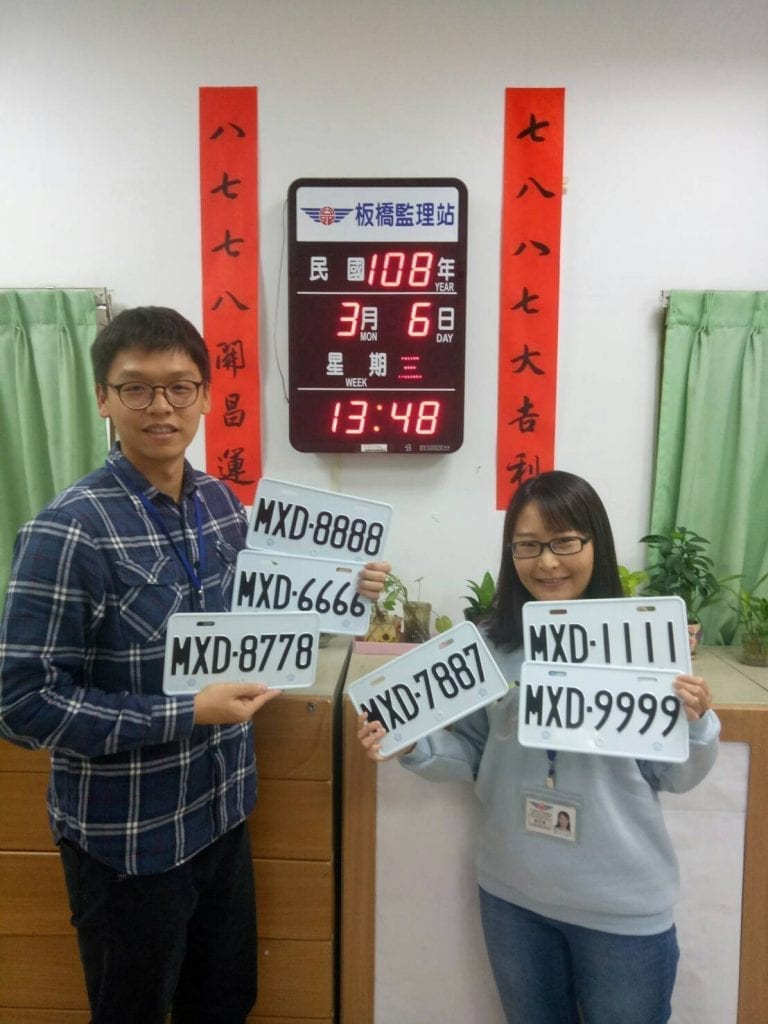 八七七八開昌運
七八八七大吉利
板橋監理站
民國108年
YEAR
3月 6日
MON DAY
星期 三
WEEK
13:48
MXD·8888
MXD·6666
MXD·8778
MXD·7887
MXD·1111
MXD·9999